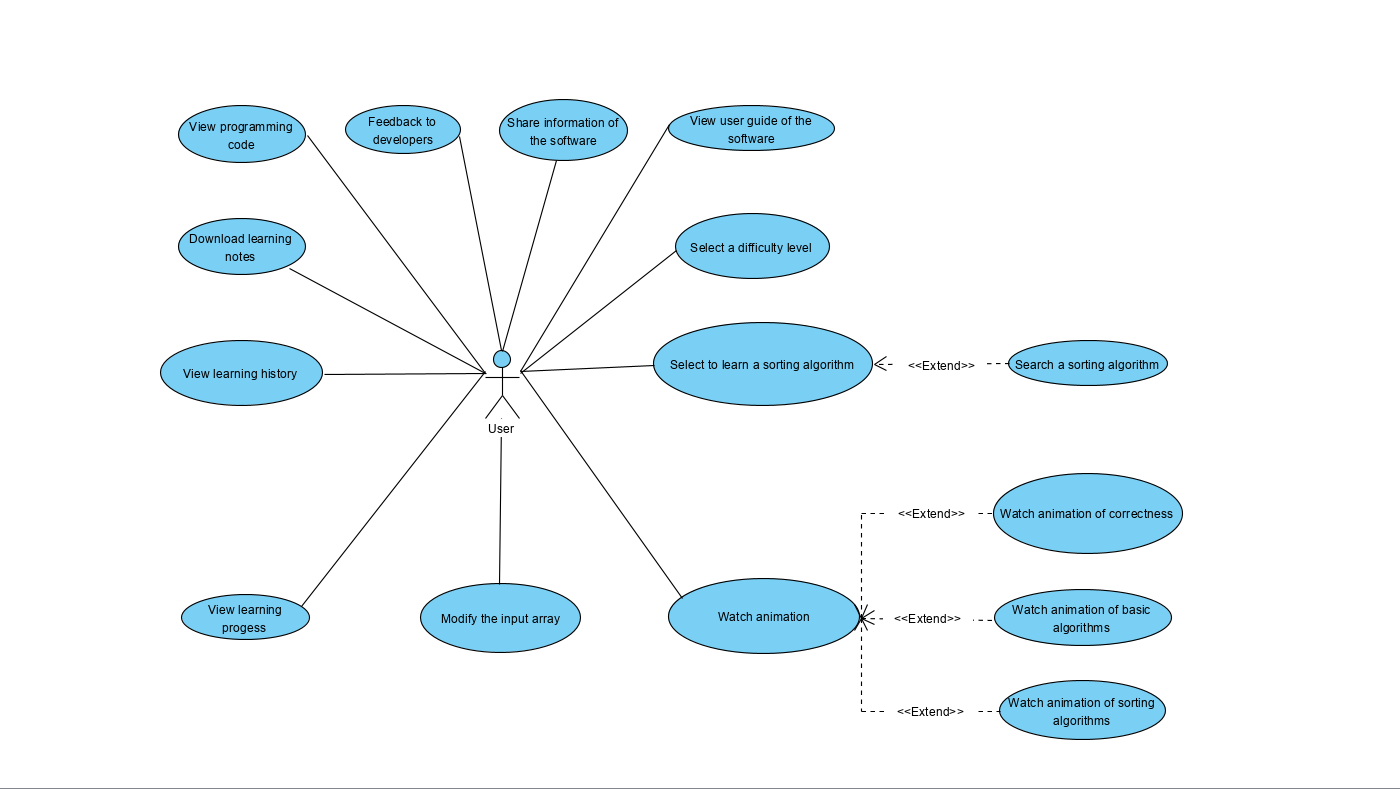 View programming
code
Feedback to
developers
Share information of
the software
View user guide of the
software
Download learning
notes
Select a difficulty level
View learning history
Select to learn a sorting algorithm
<<Extend>>
Search a sorting algorithm
User
<<Extend>>
Watch animation of correctness
View learning
progess
Modify the input array
Watch animation
<<Extend>>
Watch animation of basic
algorithms
<<Extend>>
Watch animation of sorting
algorithms